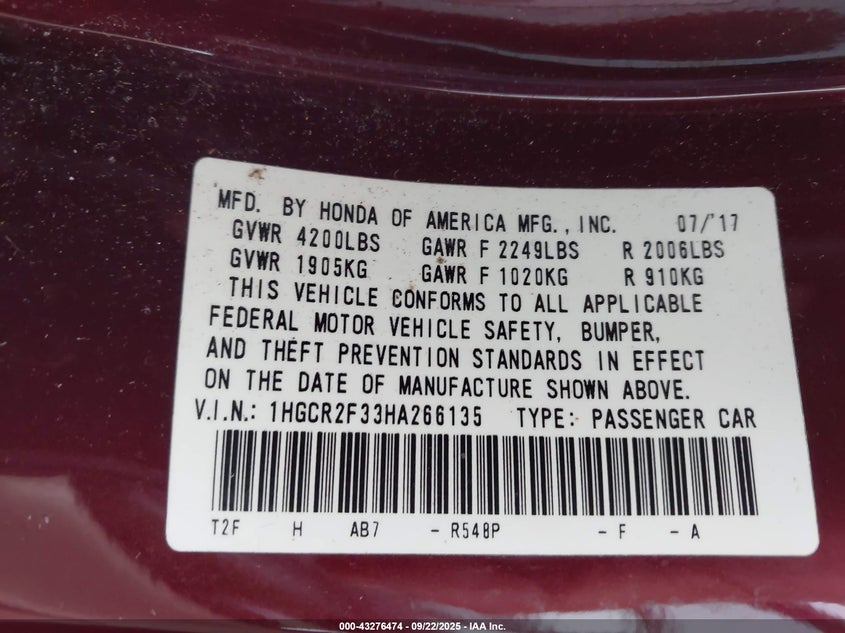 MFD. BY HONDA OF AMERICA MFG., INC. 07/'17
GVWR 4200LBS GAWR F 2249LBS R 2006LBS
GVWR 1905KG GAWR F 1020KG R 910KG
THIS VEHICLE CONFORMS TO ALL APPLICABLE
FEDERAL MOTOR VEHICLE SAFETY, BUMPER,
AND THEFT PREVENTION STANDARDS IN EFFECT
ON THE DATE OF MANUFACTURE SHOWN ABOVE.
V.I.N.: 1HGCR2F33HA266135 TYPE: PASSENGER CAR
T2F H AB7 - R548P - F - A
000-43276474 — 09/22/2025 - IAA Inc.